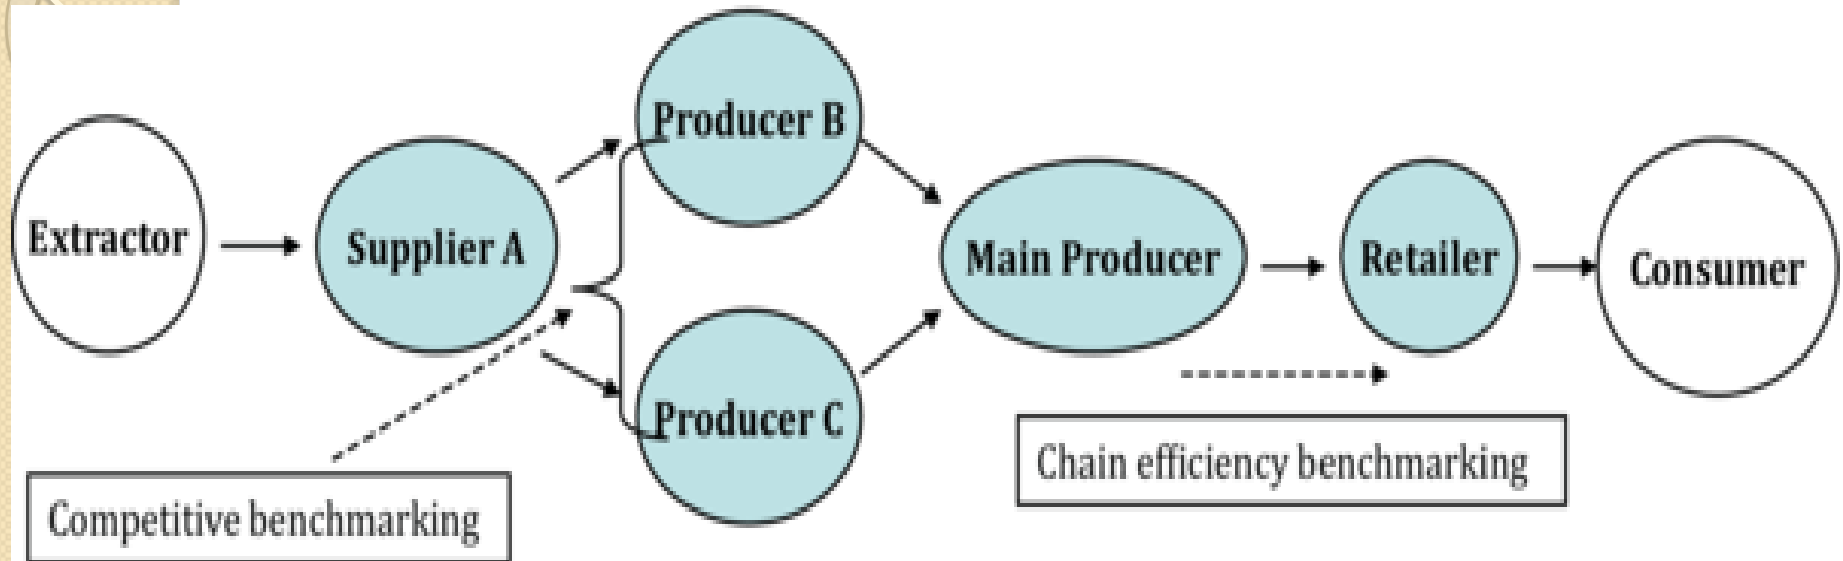 Producer B
Extractor
Supplier A
Main Producer
Retailer
Consumer
Producer C
Chain efficiency benchmarking
Competitive benchmarking